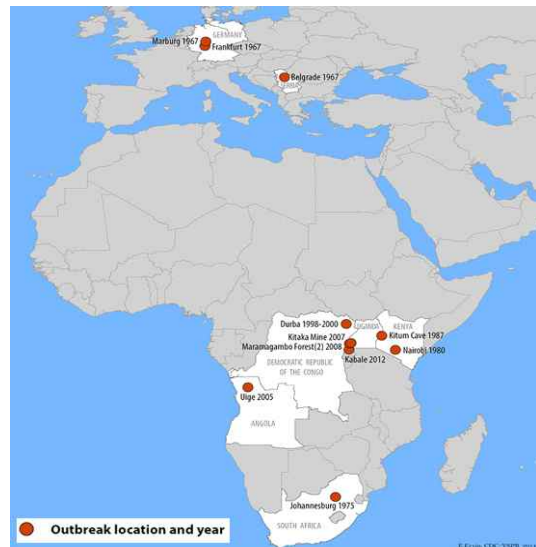 GERMANY
Marburg 1967
Frankfurt 1967
Belgrade 1967
SERBIA
Durba 1998-2000
UGANDA
KENYA
Kitaka Mine 2007
Kitum Cave 1987
Maramagambo Forest(2) 2008
Nairobi 1980
Kabale 2012
DEMOCRATIC REPUBLIC
OF THE CONGO
Uige 2005
ANGOLA
Johannesburg 1975
SOUTH AFRICA
Outbreak location and year